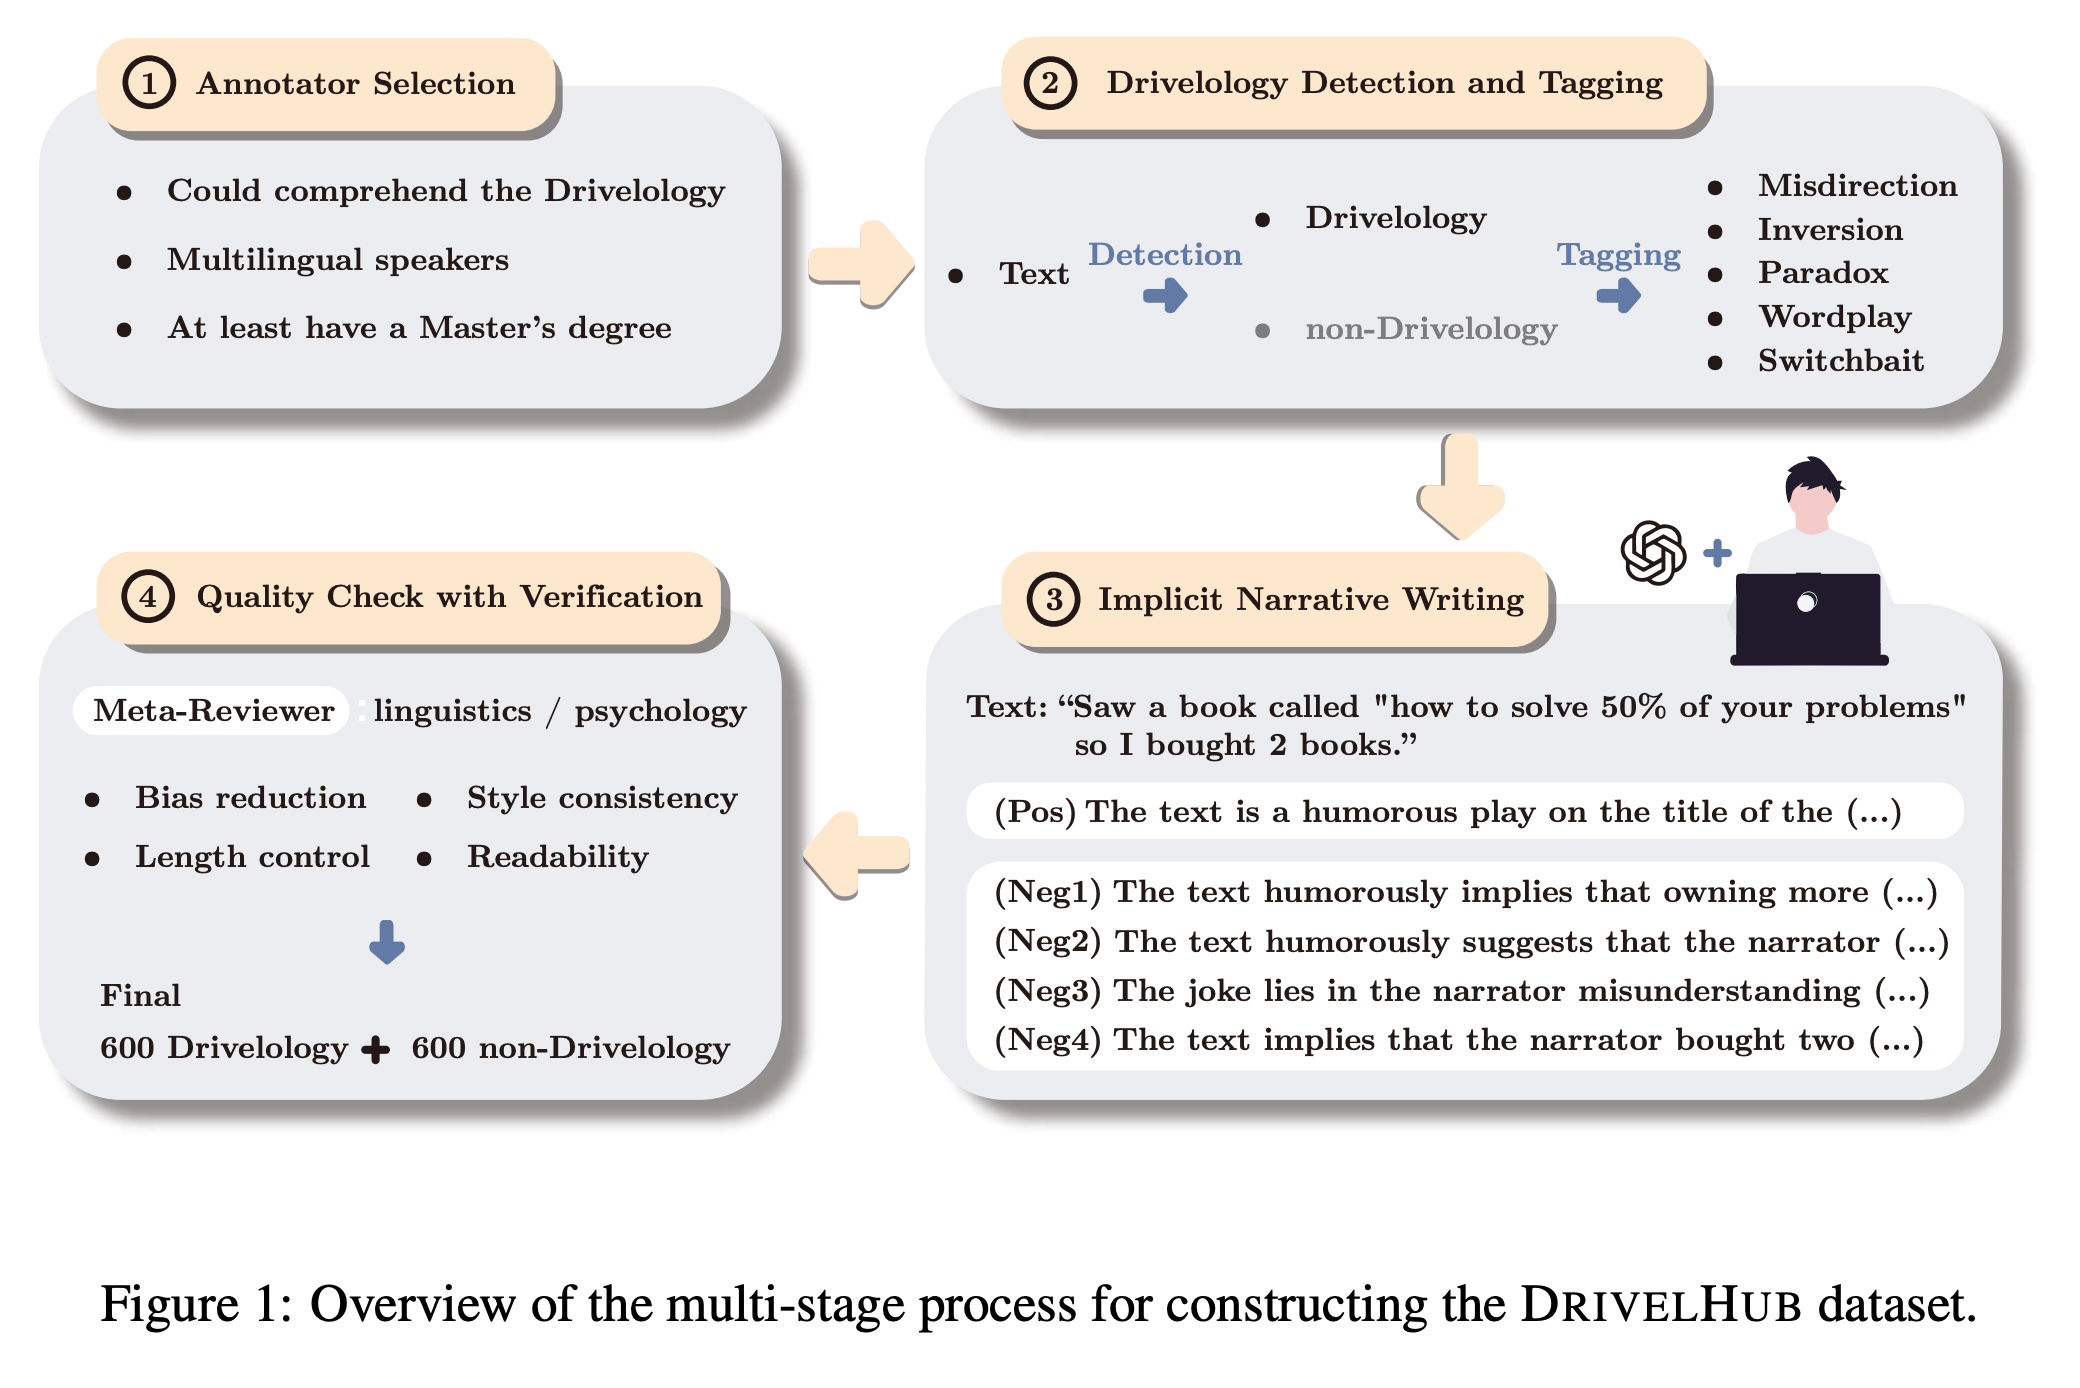 1 Annotator Selection
• Could comprehend the Drivelology
• Multilingual speakers
• At least have a Master's degree
2 Drivelology Detection and Tagging
• Text
Detection
• Drivelology
• non-Drivelology
Tagging
• Misdirection
• Inversion
• Paradox
• Wordplay
• Switchbait
3 Implicit Narrative Writing
Text: “Saw a book called "how to solve 50% of your problems"
so I bought 2 books.”
(Pos) The text is a humorous play on the title of the (...)
(Neg1) The text humorously implies that owning more (...)
(Neg2) The text humorously suggests that the narrator (...)
(Neg3) The joke lies in the narrator misunderstanding (...)
(Neg4) The text implies that the narrator bought two (...)
4 Quality Check with Verification
Meta-Reviewer : linguistics / psychology
• Bias reduction
• Style consistency
• Length control
• Readability
Final
600 Drivelology + 600 non-Drivelology
Figure 1: Overview of the multi-stage process for constructing the DRIVELHUB dataset.